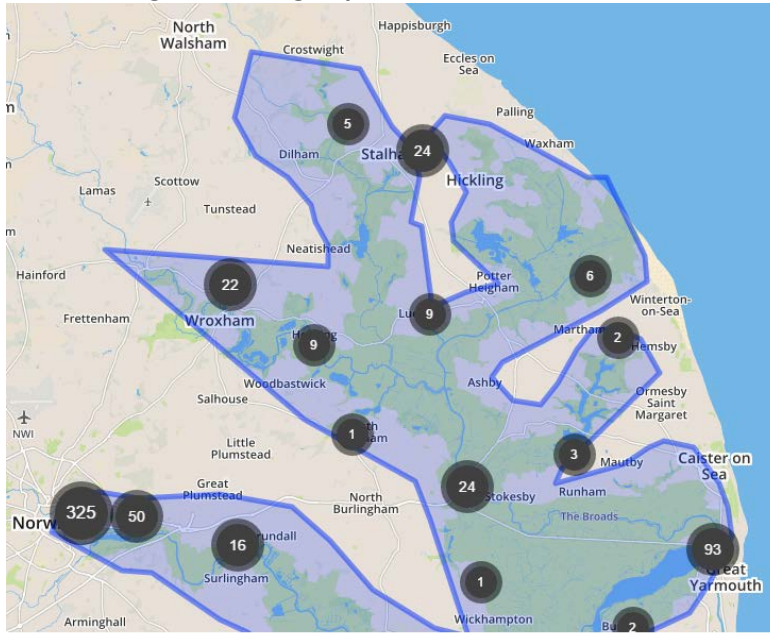 Happisburgh
North
Walsham
Crostwight
Eccles on
Sea
Palling
5
Waxham
Dilham
24
Hickling
Scottow
Lamas
Tunstead
Neatishead
Potter
Heigham
6
Hainford
22
Winterton-
on-Sea
Frettenham
Wroxham
9
Martham
2
Hemsby
9
Woodbastwick
Ashby
Ormesby
Saint
Margaret
Salhouse
NWI
Little
Plumstead
1
3
Mautby
Caister on
Sea
Great
Plumstead
North
Burlingham
24
Stokesby
Runham
The Broads
325
50
16
Surlingham
93
Great
Yarmouth
1
Wickhampton
Arminghall
2